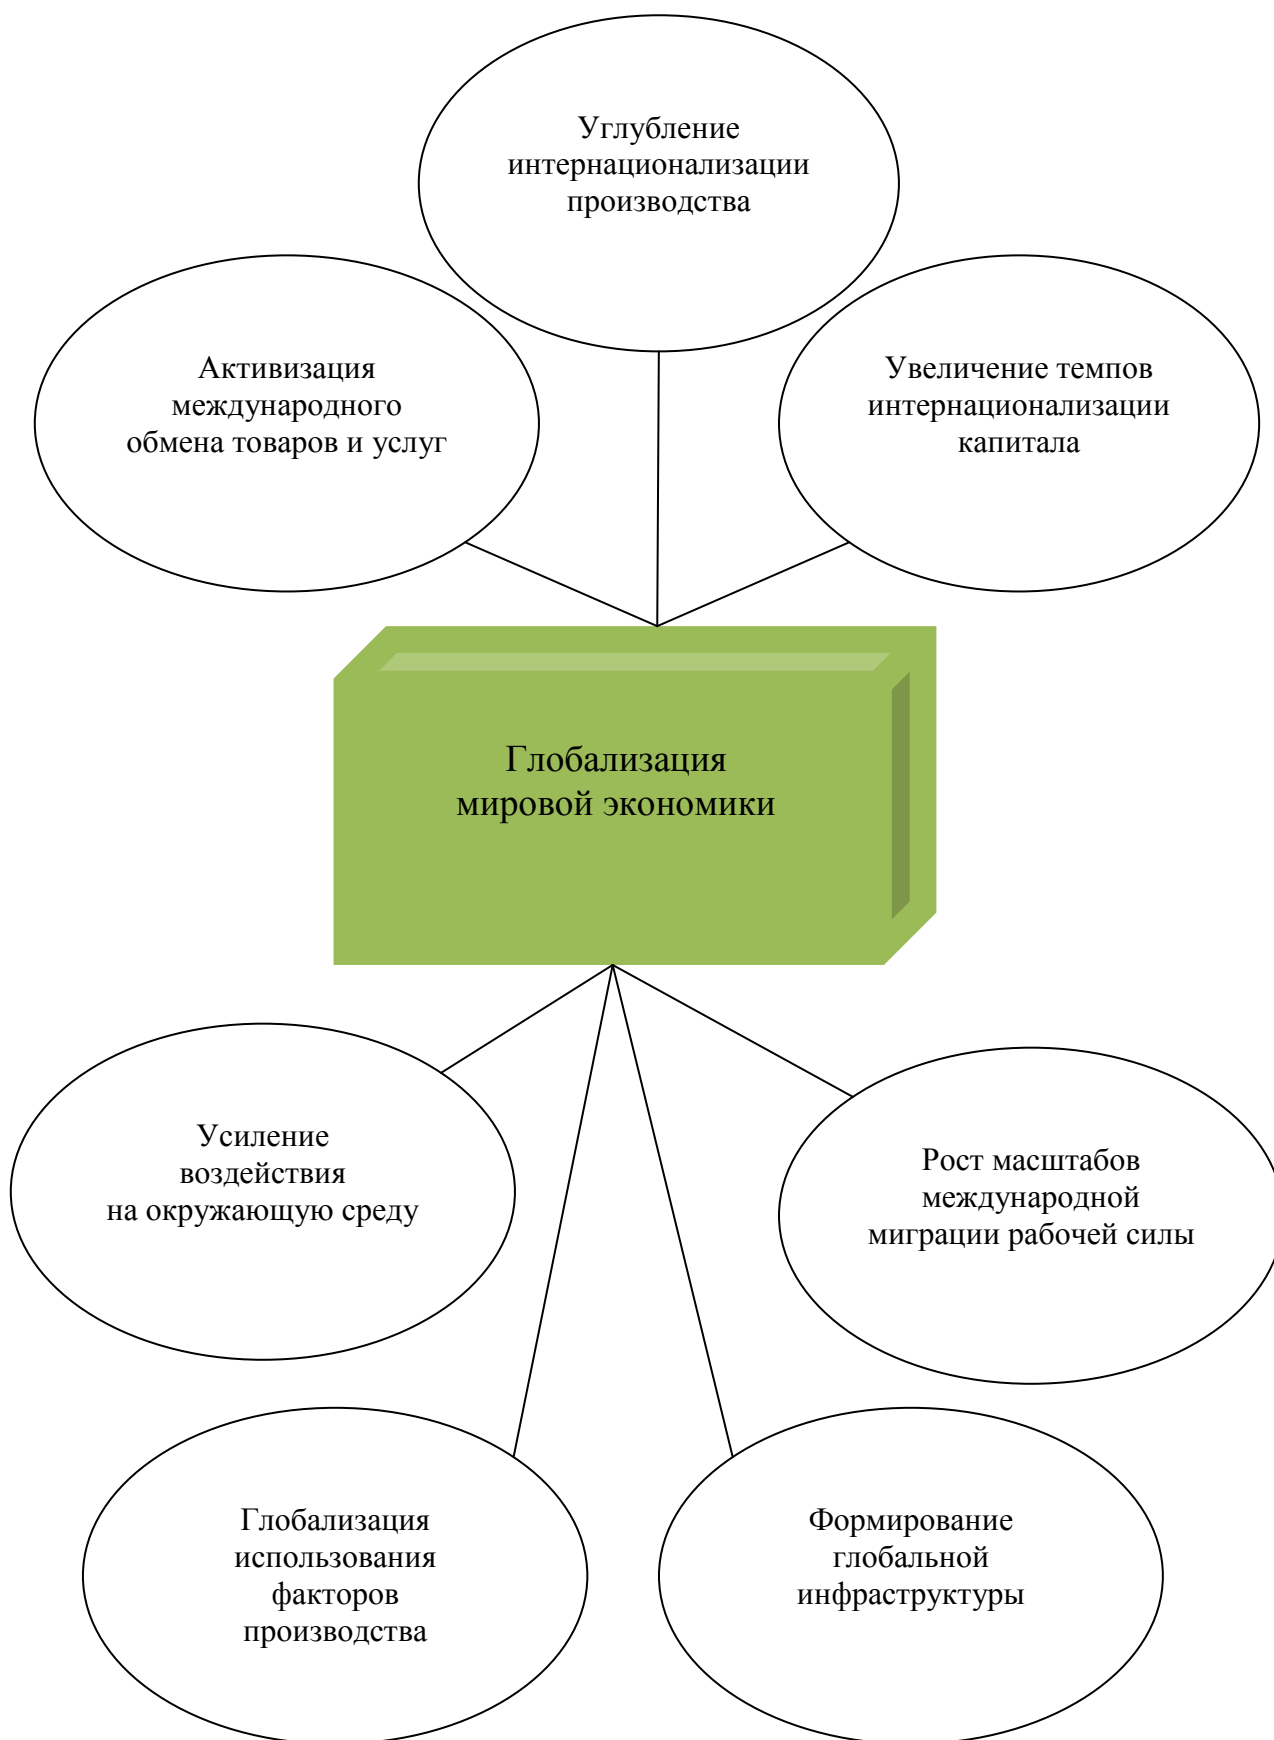 Углубление
интернационализации
производства
Активизация
международного
обмена товаров и услуг
Увеличение темпов
интернационализации
капитала
Глобализация
мировой экономики
Усиление
воздействия
на окружающую среду
Рост масштабов
международной
миграции рабочей силы
Глобализация
использования
факторов
производства
Формирование
глобальной
инфраструктуры